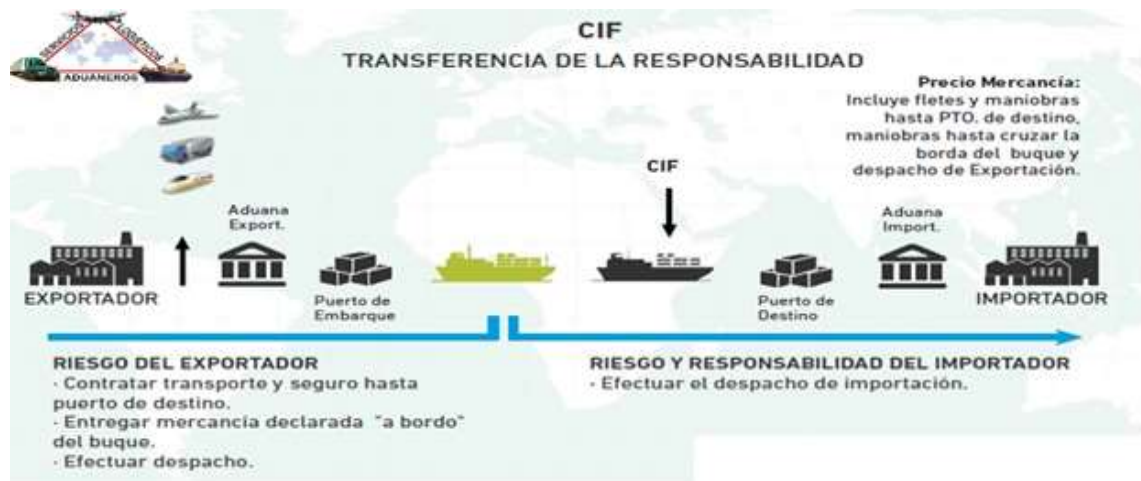 SERVICIOS
LOGISTICOS
ADUANEROS
CIF
TRANSFERENCIA DE LA RESPONSABILIDAD
Precio Mercancía:
Incluye fletes y maniobras
hasta PTO. de destino,
maniobras hasta cruzar la
borda del buque y
despacho de Exportación.
CIF
Aduana
Export.
Aduana
Import.
EXPORTADOR
Puerto de
Embarque
Puerto de
Destino
IMPORTADOR
RIESGO DEL EXPORTADOR
· Contratar transporte y seguro hasta
puerto de destino.
· Entregar mercancía declarada "a bordo"
del buque.
· Efectuar despacho.
RIESGO Y RESPONSABILIDAD DEL IMPORTADOR
· Efectuar el despacho de importación.